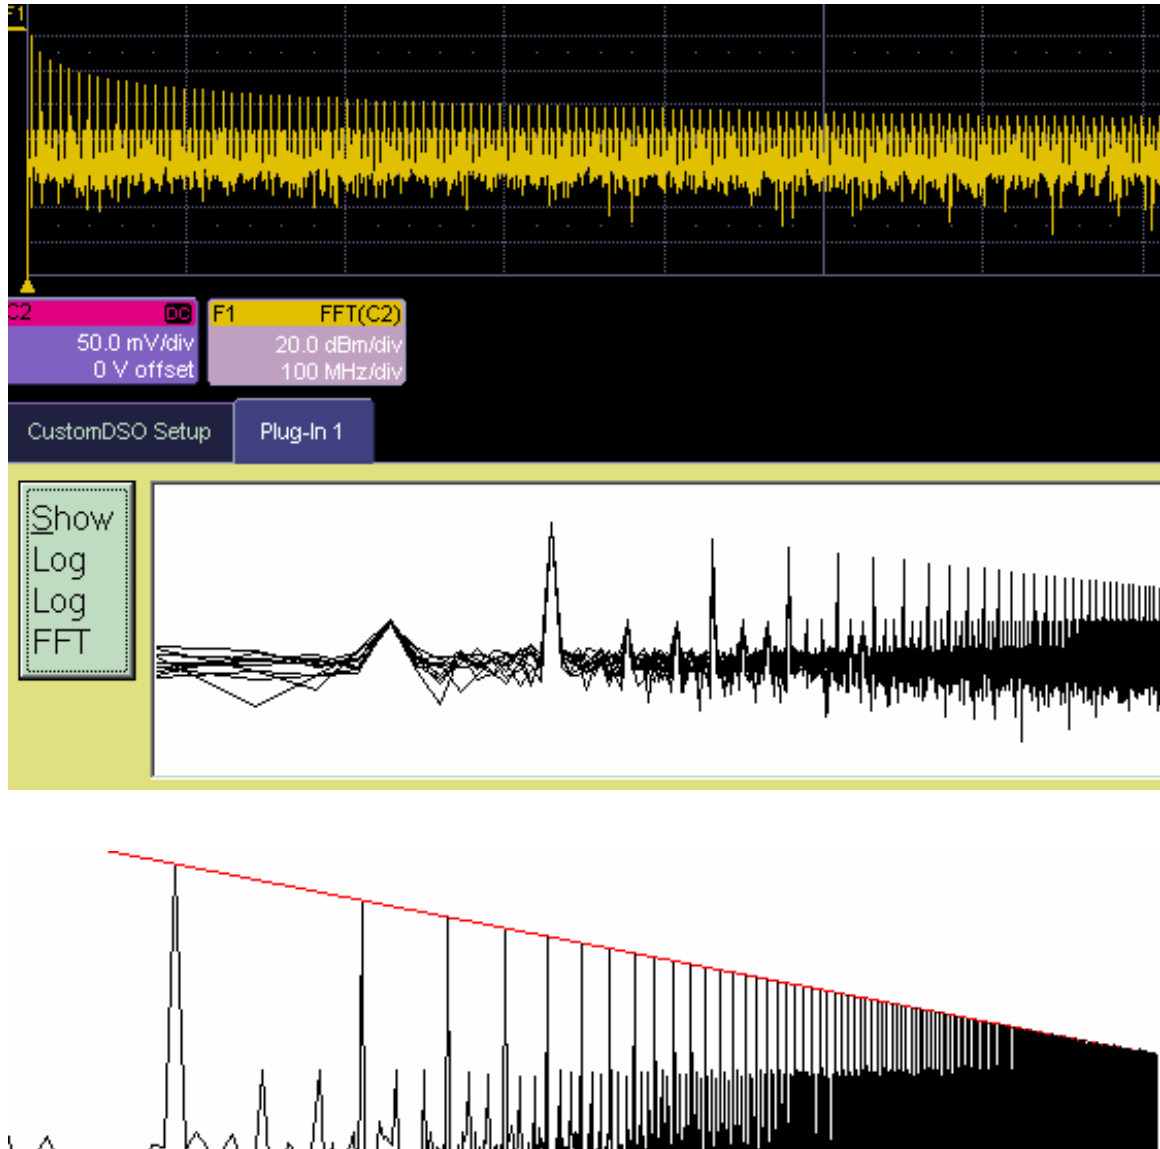 F1
C2 DC F1 FFT(C2)
50.0 mV/div 20.0 dBm/div
0 V offset 100 MHz/div
CustomDSO Setup Plug-In 1
Show
Log
Log
FFT